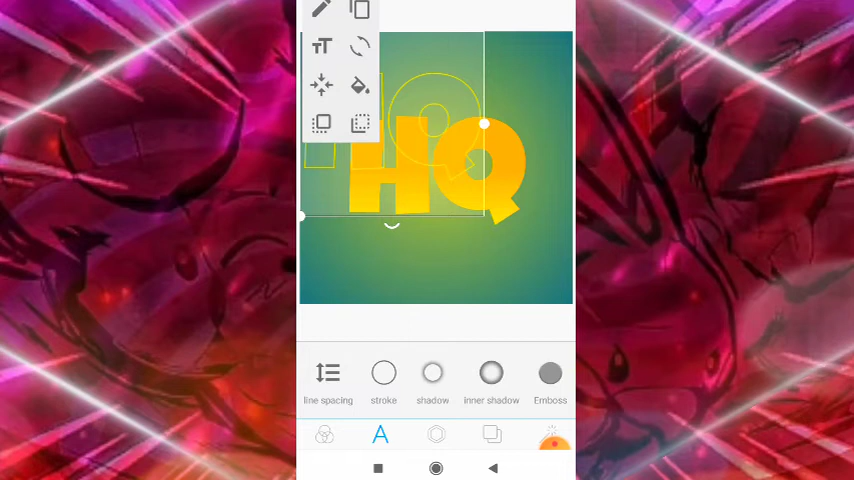 HQ
line spacing
stroke
shadow
inner shadow
Emboss